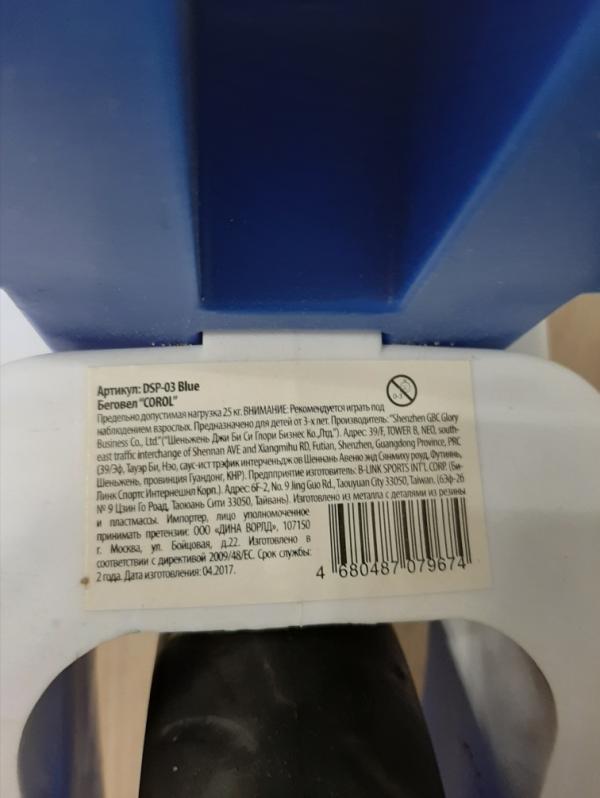 Артикул: DSP-03 Blue
Беговел "COROL"
0-3
Предельно допустимая нагрузка 25 кг. ВНИМАНИЕ: Рекомендуется играть под
наблюдением взрослых. Предназначено для детей от 3-х лет. Производитель: "Shenzhen GBC Glory
Business Co., Ltd." ("Шеньжень Джи Би Си Глори Бизнес Ко.,Лтд."). Адрес: 39/F, TOWER B, NEO, south-
east traffic interchange of Shennan AVE and Xiangmihu RD, Futian, Shenzhen, Guangdong Province, PRC
(39/Эф, Тауэр Би, Нэо, саус-ист трэфик интерченьдж ов Шеннань Авеню энд Сянмиху роуд, Футиань,
Шеньжень, провинция Гуандонг, КНР). Предприятие изготовитель: B-LINK SPORTS INT'L CORP. (Би-
Линк Спортс Интернешнл Корп.). Адрес: 6F-2, No. 9 Jing Guo Rd., Taouyuan City 33050, Taiwan. (6Эф-2б
№ 9 Цзин Го Роад, Таоюань Сити 33050, Тайвань). Изготовлено из металла с деталями из резины
и пластмассы. Импортер, лицо уполномоченное
принимать претензии: ООО «ДИНА ВОРЛД», 107150
г. Москва, ул. Бойцовая, д.22. Изготовлено в
соответствии с директивой 2009/48/ЕС. Срок службы:
2 года. Дата изготовления: 04.2017.
4 680487 079674